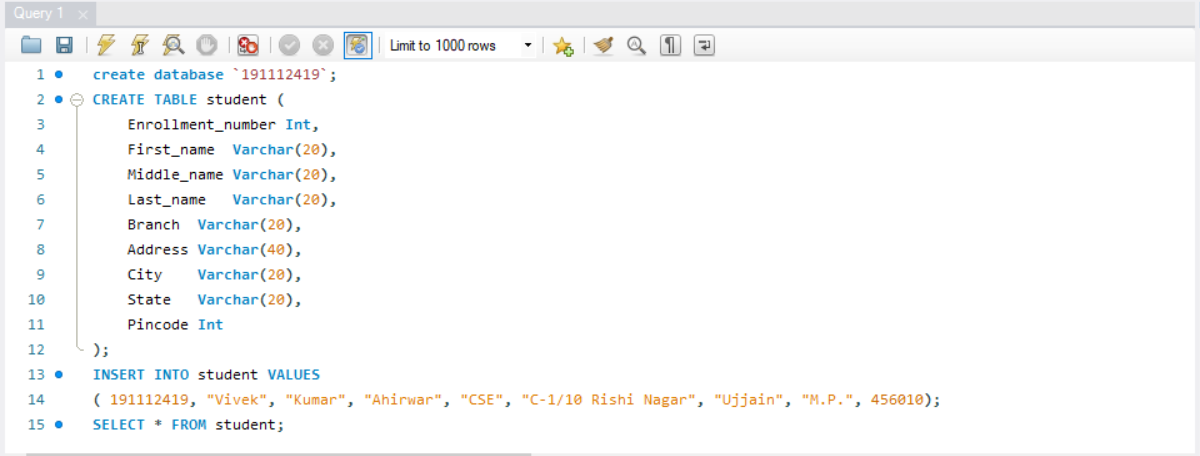 Query 1
Limit to 1000 rows
1 create database `191112419`;
2 CREATE TABLE student (
3 Enrollment_number Int,
4 First_name Varchar(20),
5 Middle_name Varchar(20),
6 Last_name Varchar(20),
7 Branch Varchar(20),
8 Address Varchar(40),
9 City Varchar(20),
10 State Varchar(20),
11 Pincode Int
12 );
13 INSERT INTO student VALUES
14 ( 191112419, "Vivek", "Kumar", "Ahirwar", "CSE", "C-1/10 Rishi Nagar", "Ujjain", "M.P.", 456010);
15 SELECT * FROM student;